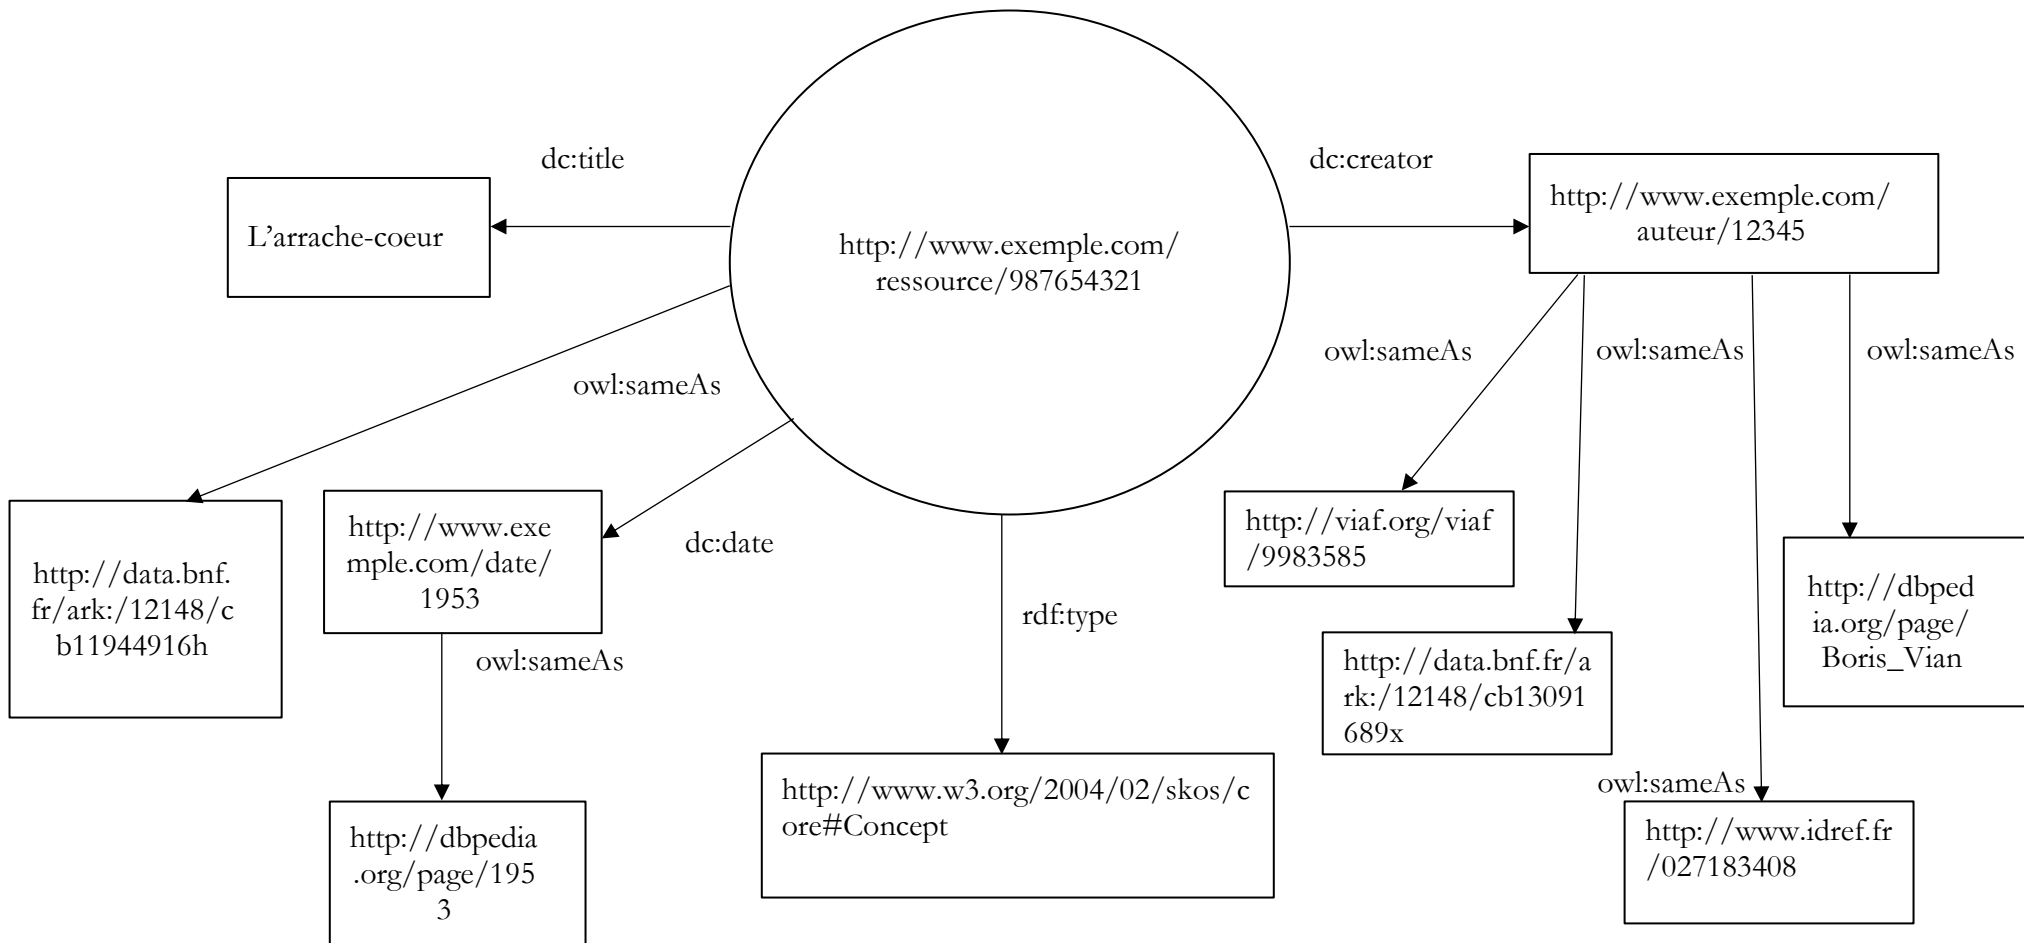 dc:title
dc:creator
L'arrache-coeur
http://www.exemple.com/
ressource/987654321
http://www.exemple.com/
auteur/12345
owl:sameAs
owl:sameAs
owl:sameAs
owl:sameAs
http://data.bnf.
fr/ark:/12148/c
b11944916h
http://www.exe
mple.com/date/
1953
dc:date
rdf:type
http://viaf.org/viaf
/9983585
http://dbped
ia.org/page/
Boris_Vian
owl:sameAs
http://data.bnf.fr/a
rk:/12148/cb13091
689x
http://dbpedia
.org/page/195
3
http://www.w3.org/2004/02/skos/c
ore#Concept
owl:sameAs
http://www.idref.fr
/027183408